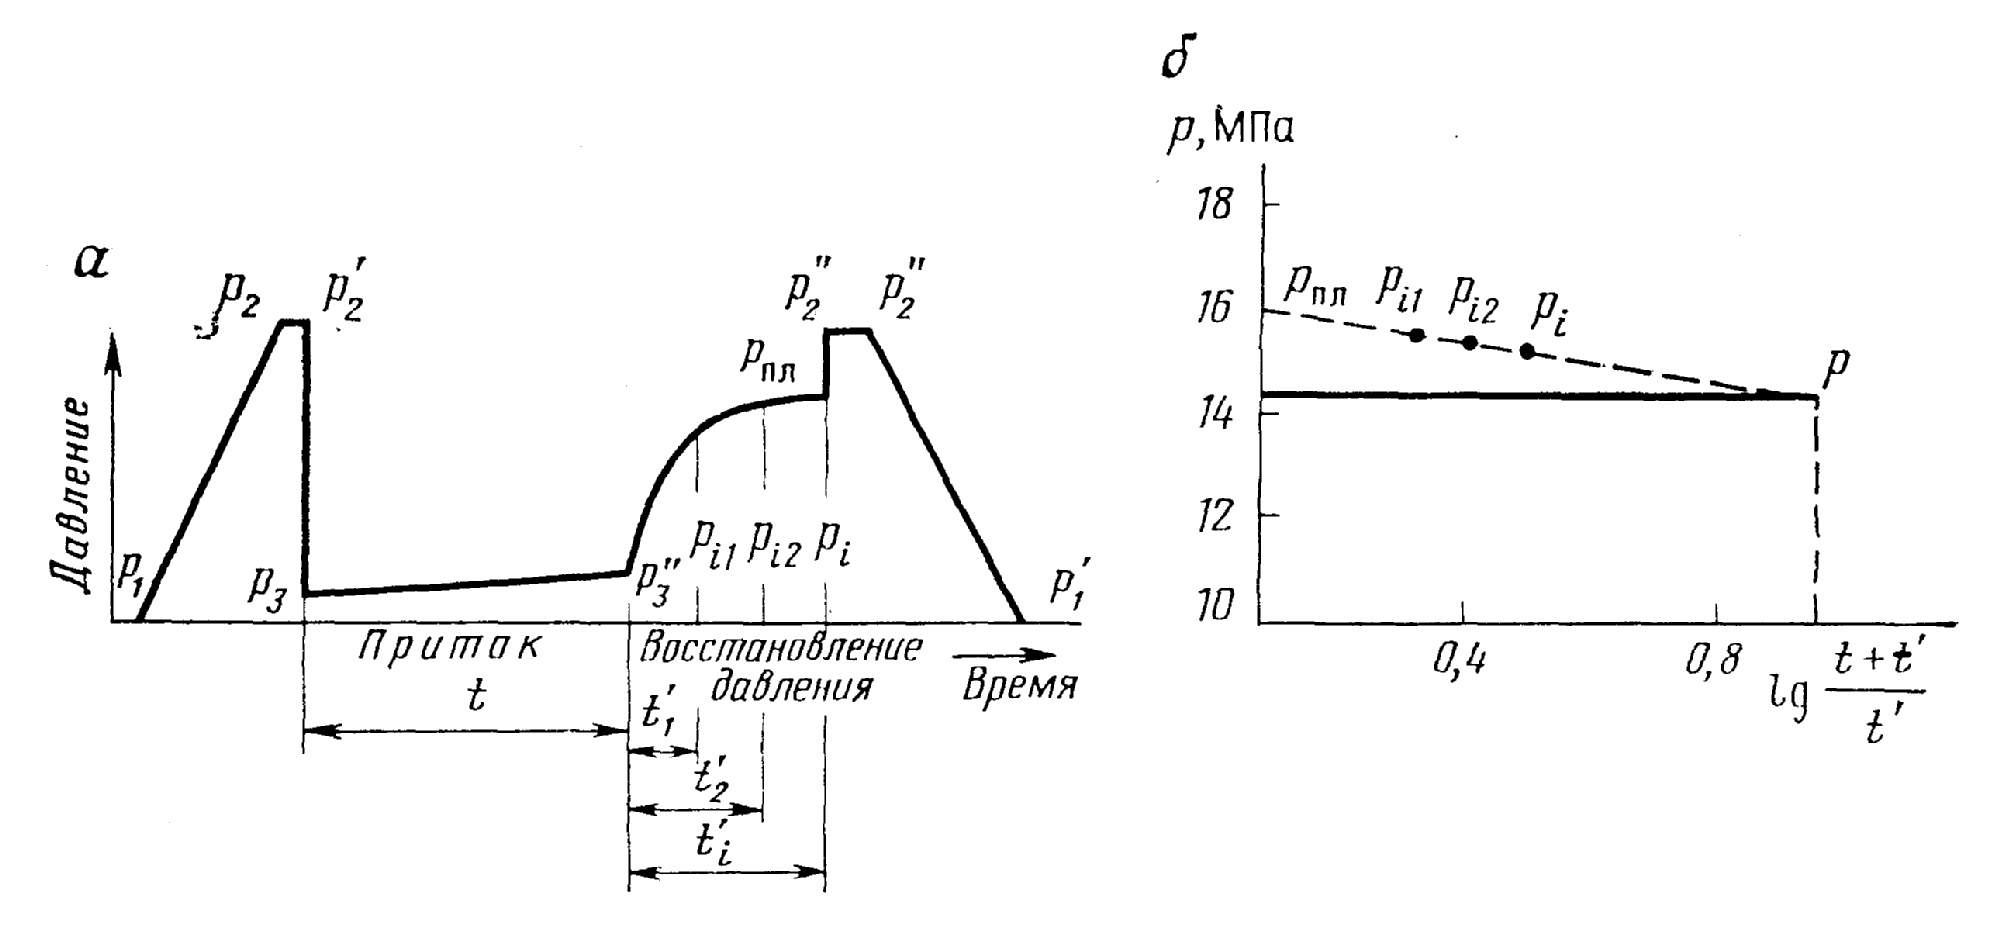 а
Давление
p₁
p₂
p₂′
p₃
p₃″
pпл
p₂″
p₂″
pᵢ₁
pᵢ₂
pᵢ
p₁′
Приток
t
Восстановление
давления
Время
t₁′
t₂′
tᵢ′
б
p, МПа
18
16
14
12
10
pпл
pᵢ₁
pᵢ₂
pᵢ
p
0,4
0,8
lg (t + t′)/t′